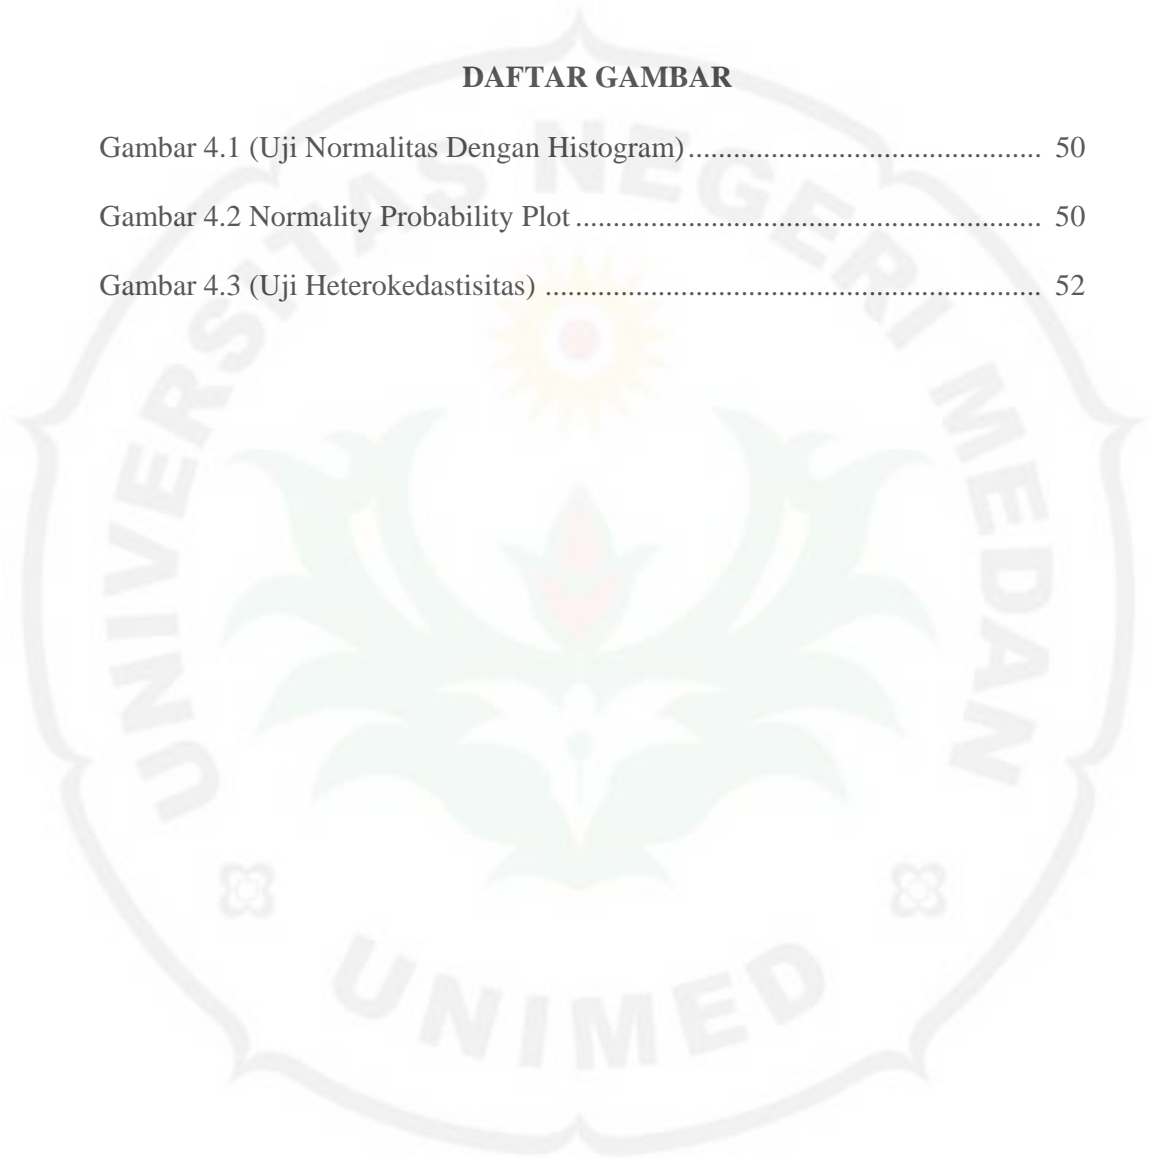 DAFTAR GAMBAR
Gambar 4.1 (Uji Normalitas Dengan Histogram) ............................................... 50
Gambar 4.2 Normality Probability Plot .............................................................. 50
Gambar 4.3 (Uji Heterokedastisitas) .................................................................. 52
UNIVERSITAS NEGERI MEDAN
UNIMED